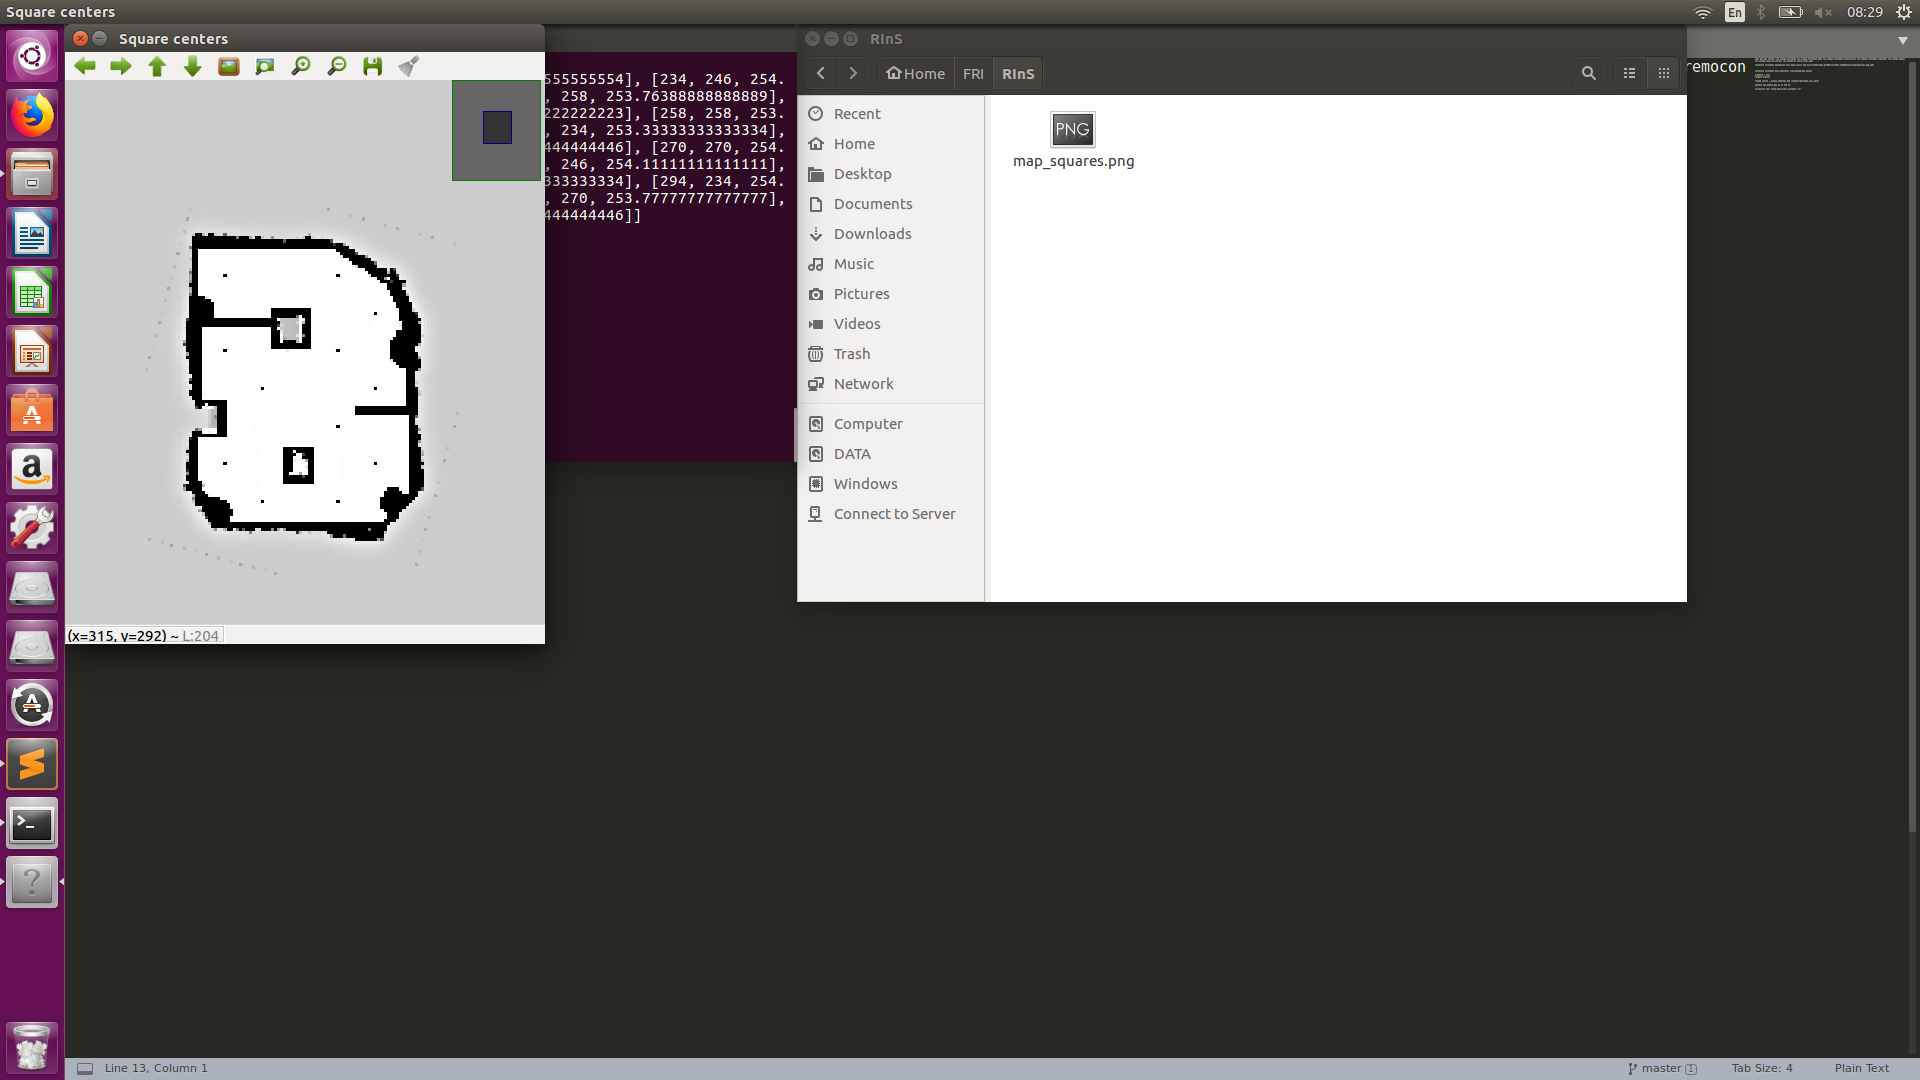 Square centers
En
08:29
Square centers
555555554], [234, 246, 254.
, 258, 253.76388888888889],
222222223], [258, 258, 253.
, 234, 253.33333333333334],
444444446], [270, 270, 254.
, 246, 254.11111111111111],
333333334], [294, 234, 254.
, 270, 253.77777777777777],
444444446]]
(x=315, y=292) ~ L:204
RInS
Home
FRI
RInS
Recent
Home
Desktop
Documents
Downloads
Music
Pictures
Videos
Trash
Network
Computer
DATA
Windows
Connect to Server
PNG
map_squares.png
remocon
Line 13, Column 1
master 1
Tab Size: 4
Plain Text